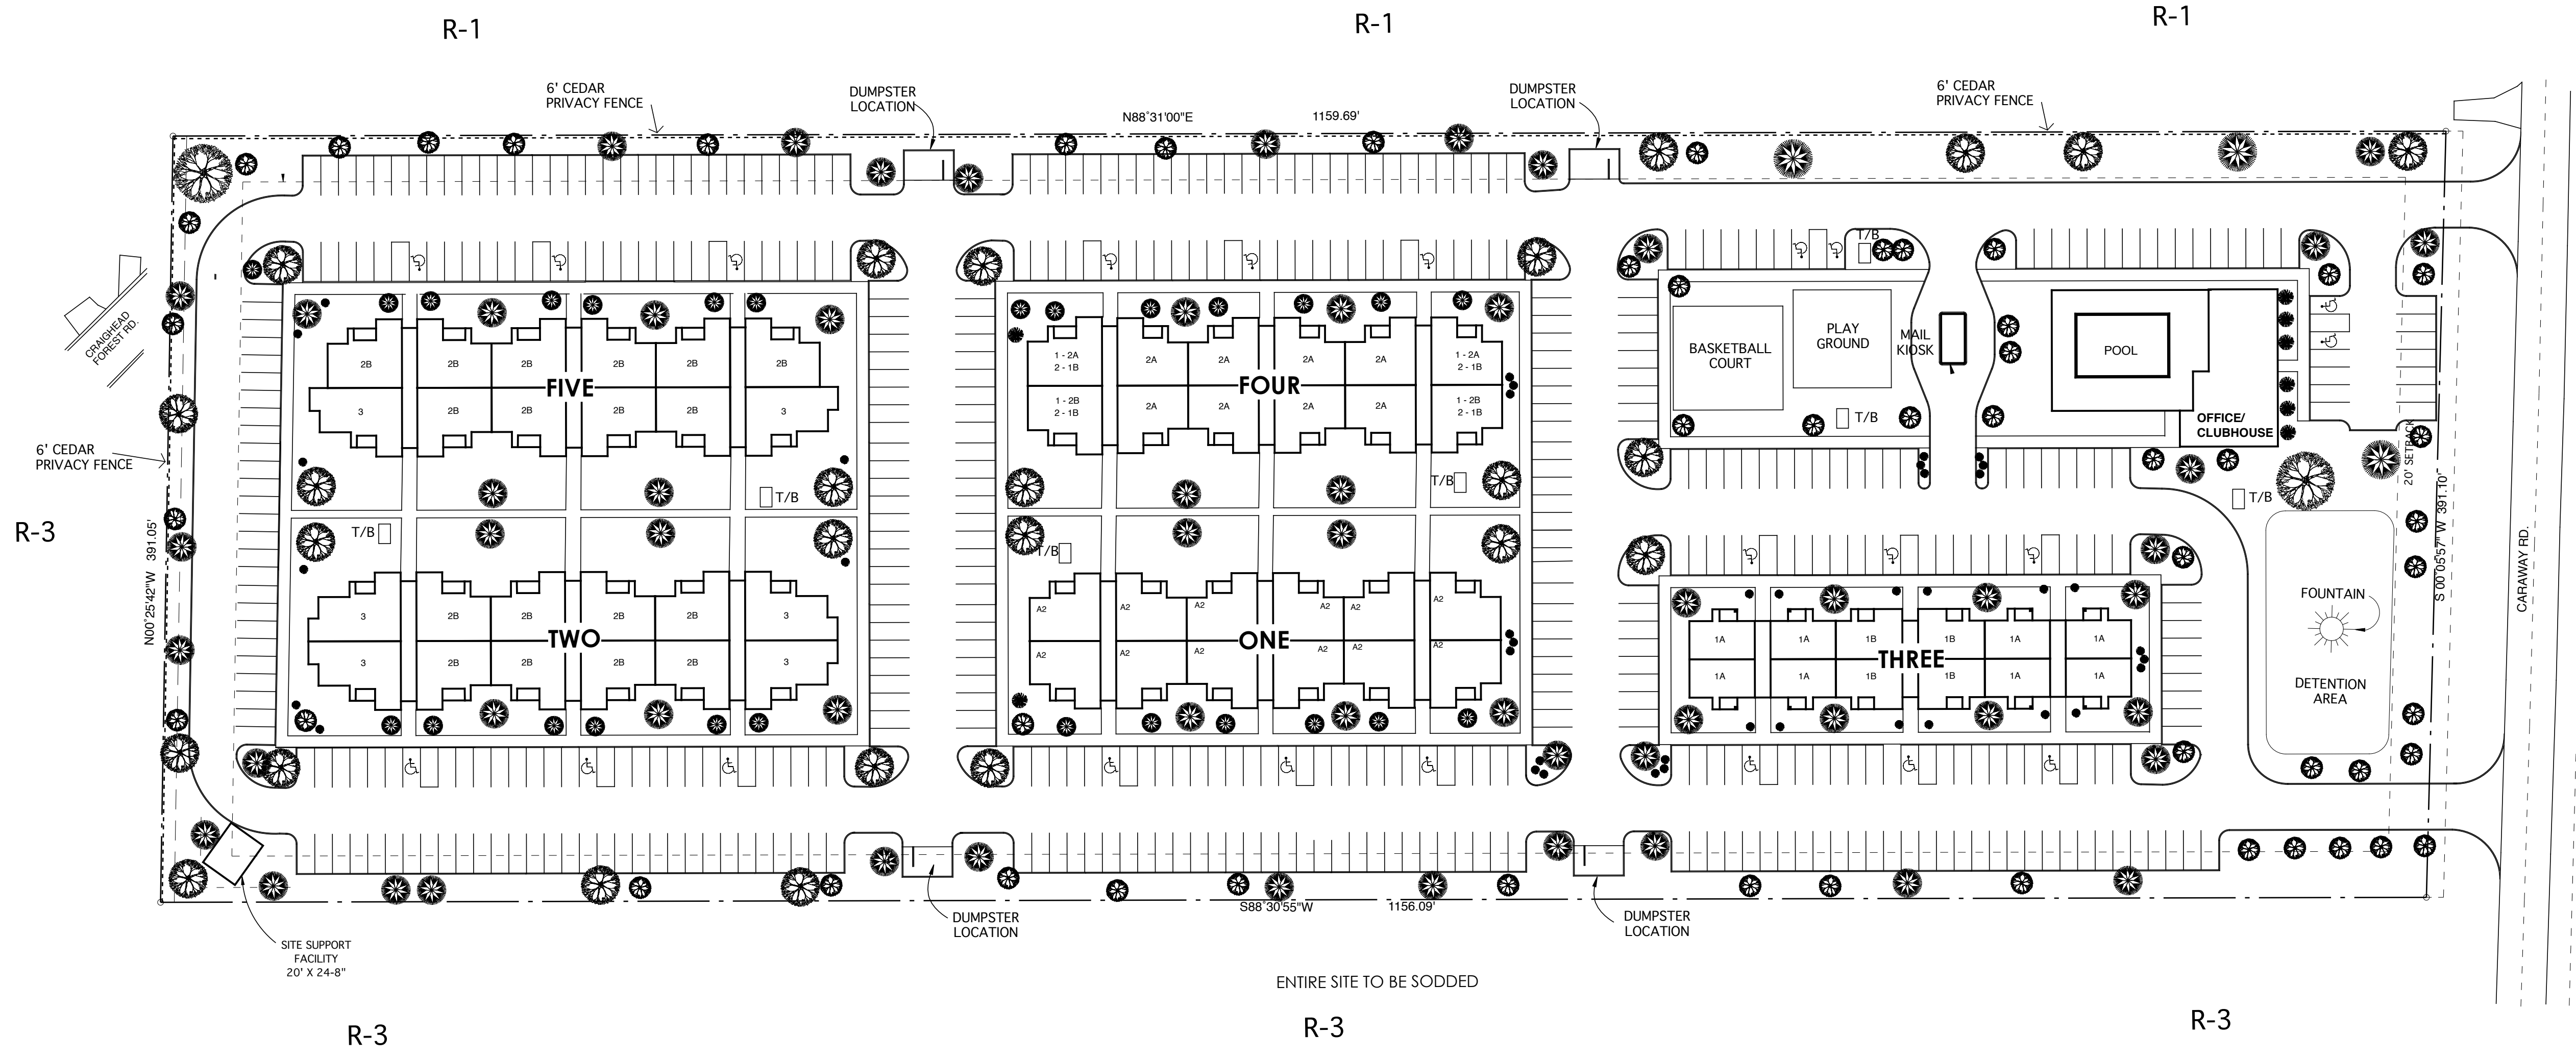 R-1
R-1
R-1
6' CEDAR
PRIVACY FENCE
DUMPSTER
LOCATION
N88°31'00"E
1159.69'
DUMPSTER
LOCATION
6' CEDAR
PRIVACY FENCE
CRAIGHEAD
FOREST RD.
6' CEDAR
PRIVACY FENCE
R-3
N00°25'42"W 391.05'
2B
2B
2B
2B
2B
2B
FIVE
3
2B
2B
2B
2B
3
T/B
1 - 2A
2 - 1B
2A
2A
2A
2A
1 - 2A
2 - 1B
FOUR
1 - 2B
2 - 1B
2A
2A
2A
2A
1 - 2B
2 - 1B
T/B
T/B
BASKETBALL
COURT
PLAY
GROUND
MAIL
KIOSK
T/B
POOL
OFFICE/
CLUBHOUSE
20' SETBACK
S 00°05'57" W 391.10'
CARAWAY RD.
T/B
T/B
3
2B
2B
2B
2B
3
TWO
3
2B
2B
2B
2B
3
T/B
A2
A2
A2
A2
A2
A2
ONE
A2
A2
A2
A2
A2
A2
1A
1A
1B
1B
1A
1A
THREE
1A
1A
1B
1B
1A
1A
FOUNTAIN
DETENTION
AREA
S88°30'55"W
1156.09'
DUMPSTER
LOCATION
DUMPSTER
LOCATION
SITE SUPPORT
FACILITY
20' X 24-8"
ENTIRE SITE TO BE SODDED
R-3
R-3
R-3